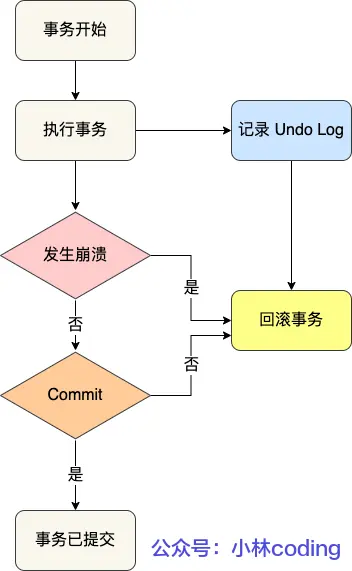 事务开始
执行事务
记录 Undo Log
发生崩溃
是
回滚事务
否
否
Commit
是
事务已提交
公众号：小林coding